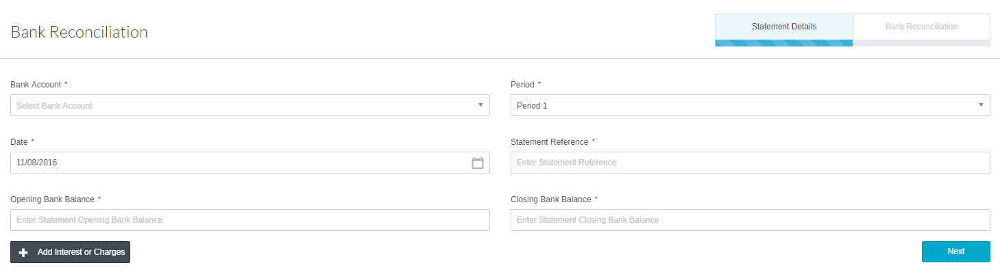 Bank Reconciliation
Statement Details
Bank Reconciliation
Bank Account *
Period *
Select Bank Account
Period 1
Date *
Statement Reference *
11/08/2016
Enter Statement Reference
Opening Bank Balance *
Closing Bank Balance *
Enter Statement Opening Bank Balance
Enter Statement Closing Bank Balance
Add Interest or Charges
Next